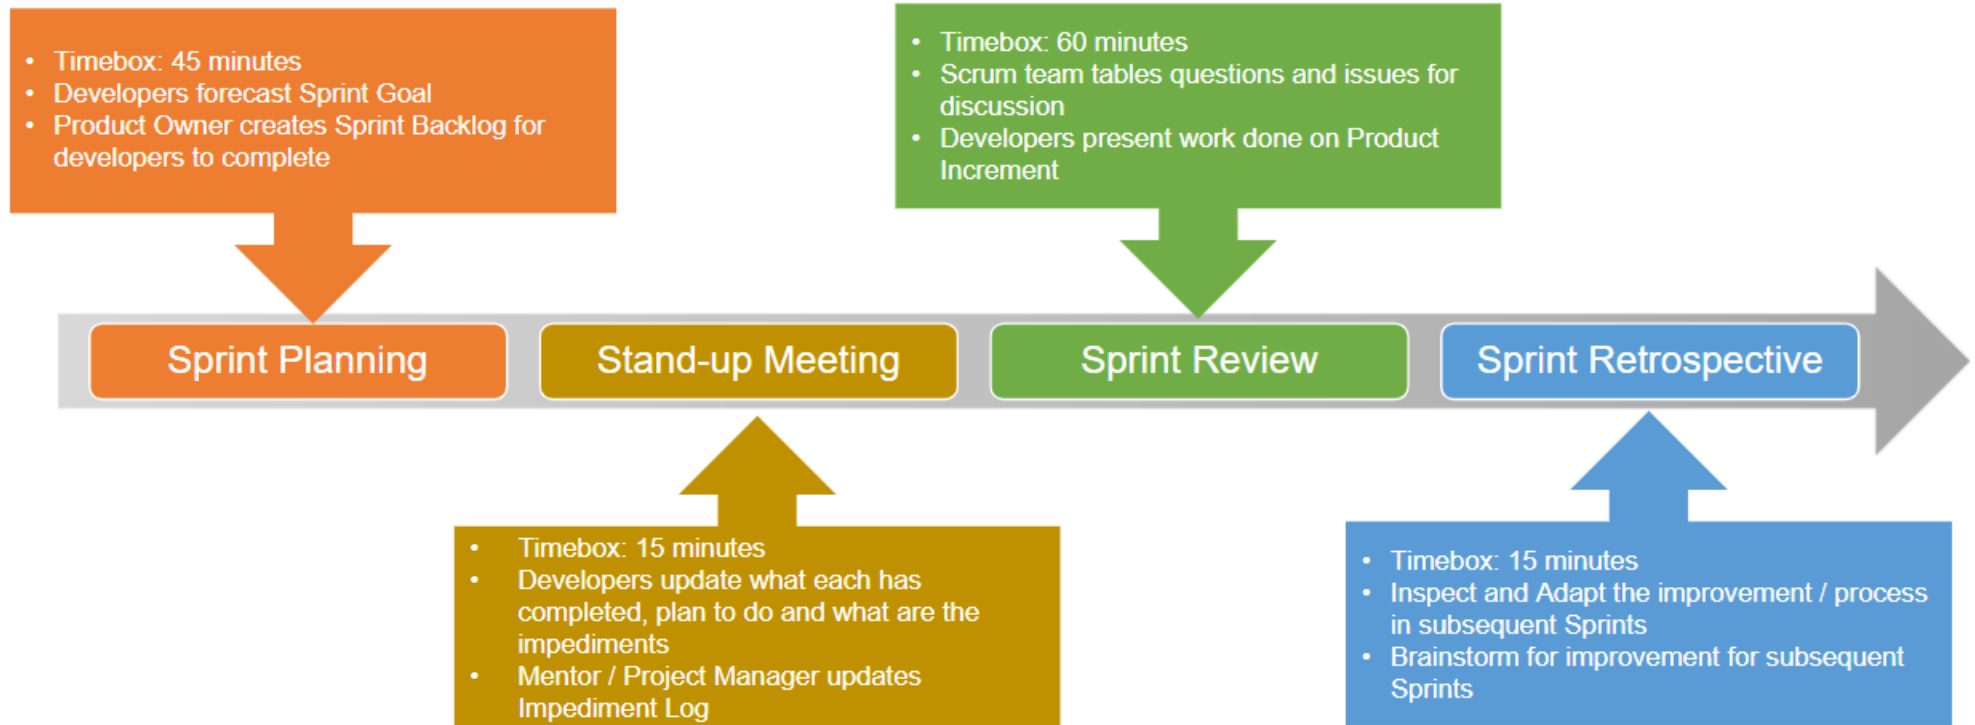 • Timebox: 45 minutes
• Developers forecast Sprint Goal
• Product Owner creates Sprint Backlog for
developers to complete
• Timebox: 60 minutes
• Scrum team tables questions and issues for
discussion
• Developers present work done on Product
Increment
Sprint Planning
Stand-up Meeting
Sprint Review
Sprint Retrospective
• Timebox: 15 minutes
• Developers update what each has
completed, plan to do and what are the
impediments
• Mentor / Project Manager updates
Impediment Log
• Timebox: 15 minutes
• Inspect and Adapt the improvement / process
in subsequent Sprints
• Brainstorm for improvement for subsequent
Sprints